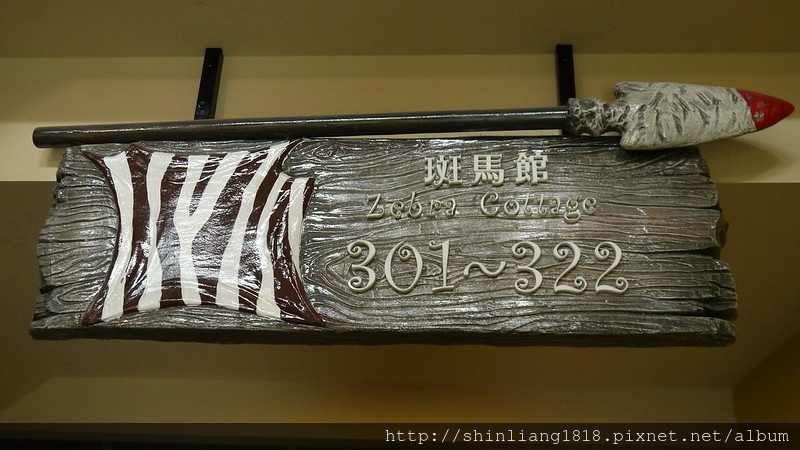 斑馬館
Zebra Cottage
301~322
http://shinliang1818.pixnet.net/album